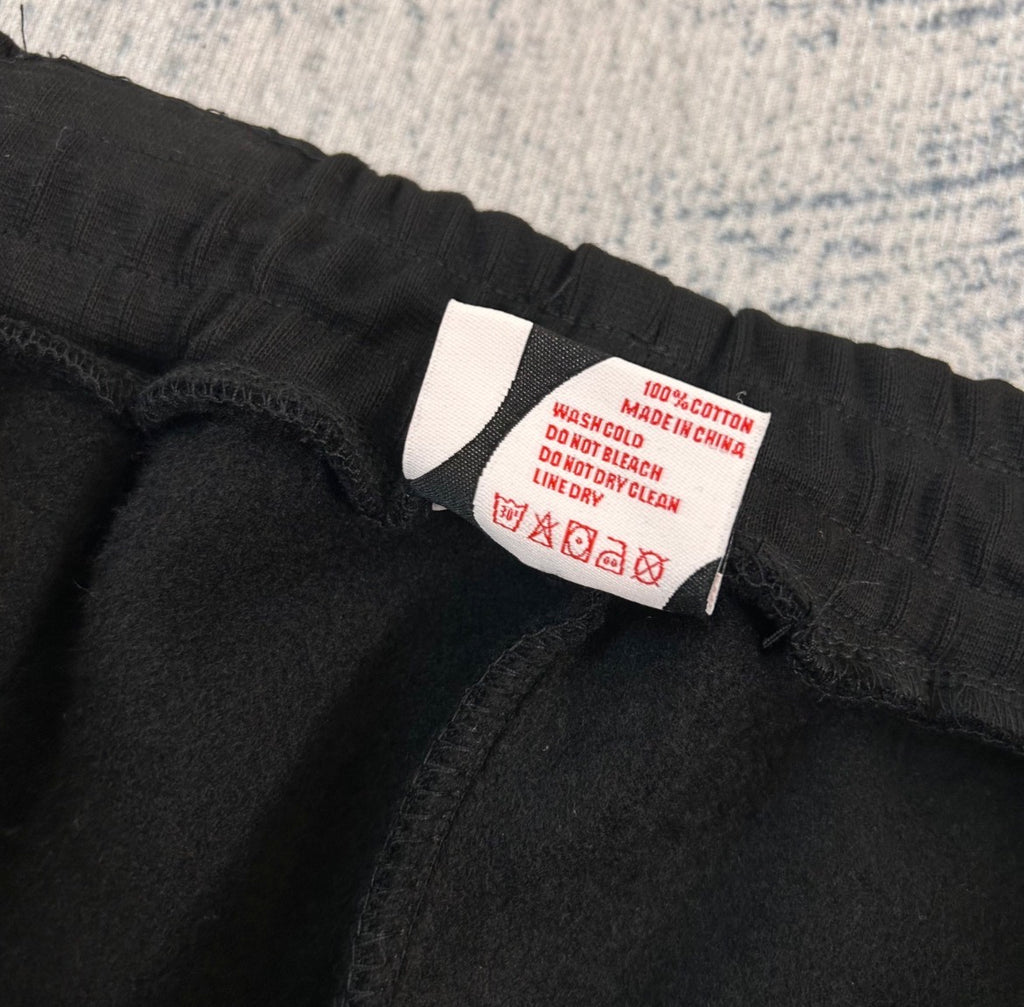 100% COTTON
MADE IN CHINA
WASH COLD
DO NOT BLEACH
DO NOT DRY CLEAN
LINE DRY
30°